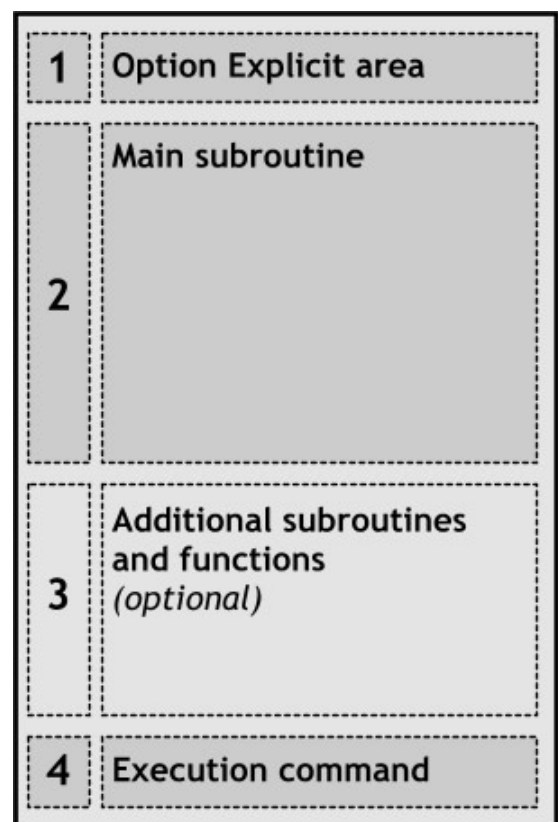 1 Option Explicit area
2 Main subroutine
3 Additional subroutines
and functions
(optional)
4 Execution command